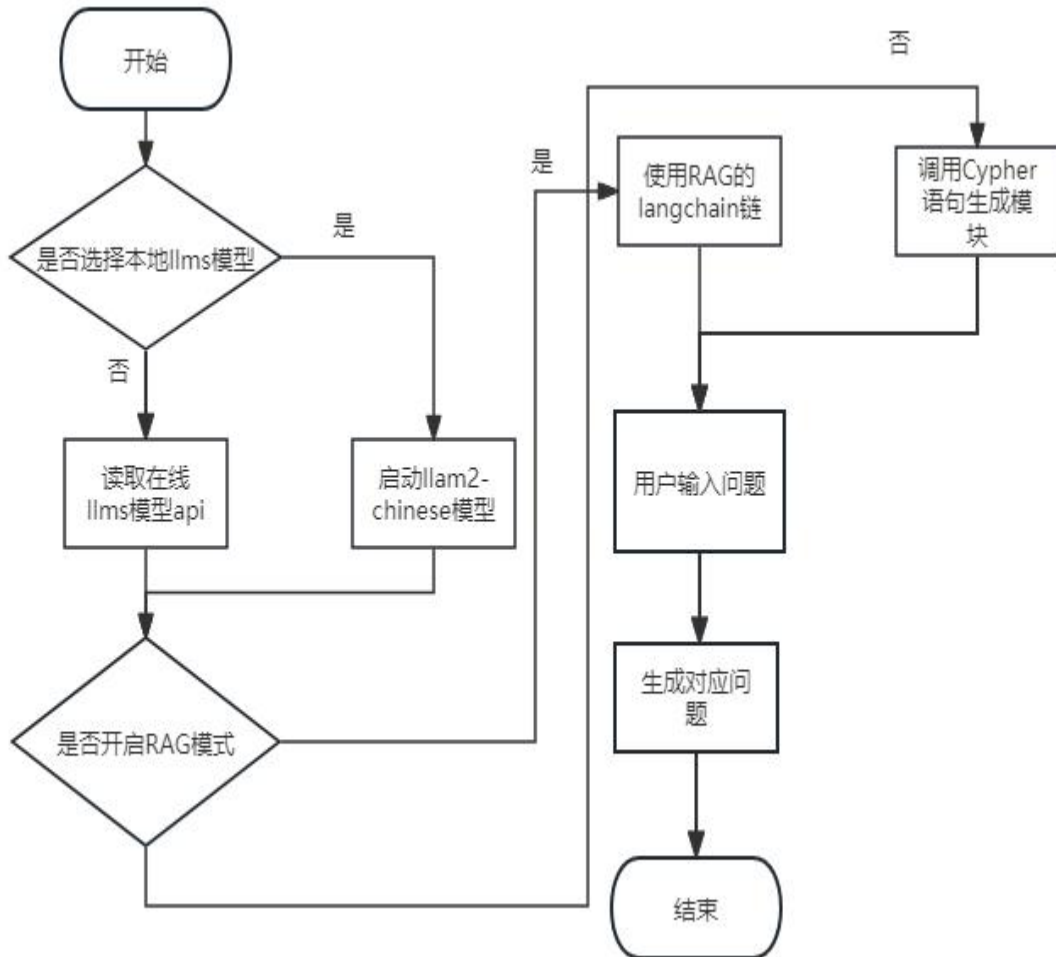 开始
是否选择本地llms模型
是
否
读取在线
llms模型api
启动llam2-
chinese模型
是否开启RAG模式
是
使用RAG的
langchain链
否
调用Cypher
语句生成模
块
用户输入问题
生成对应问
题
结束